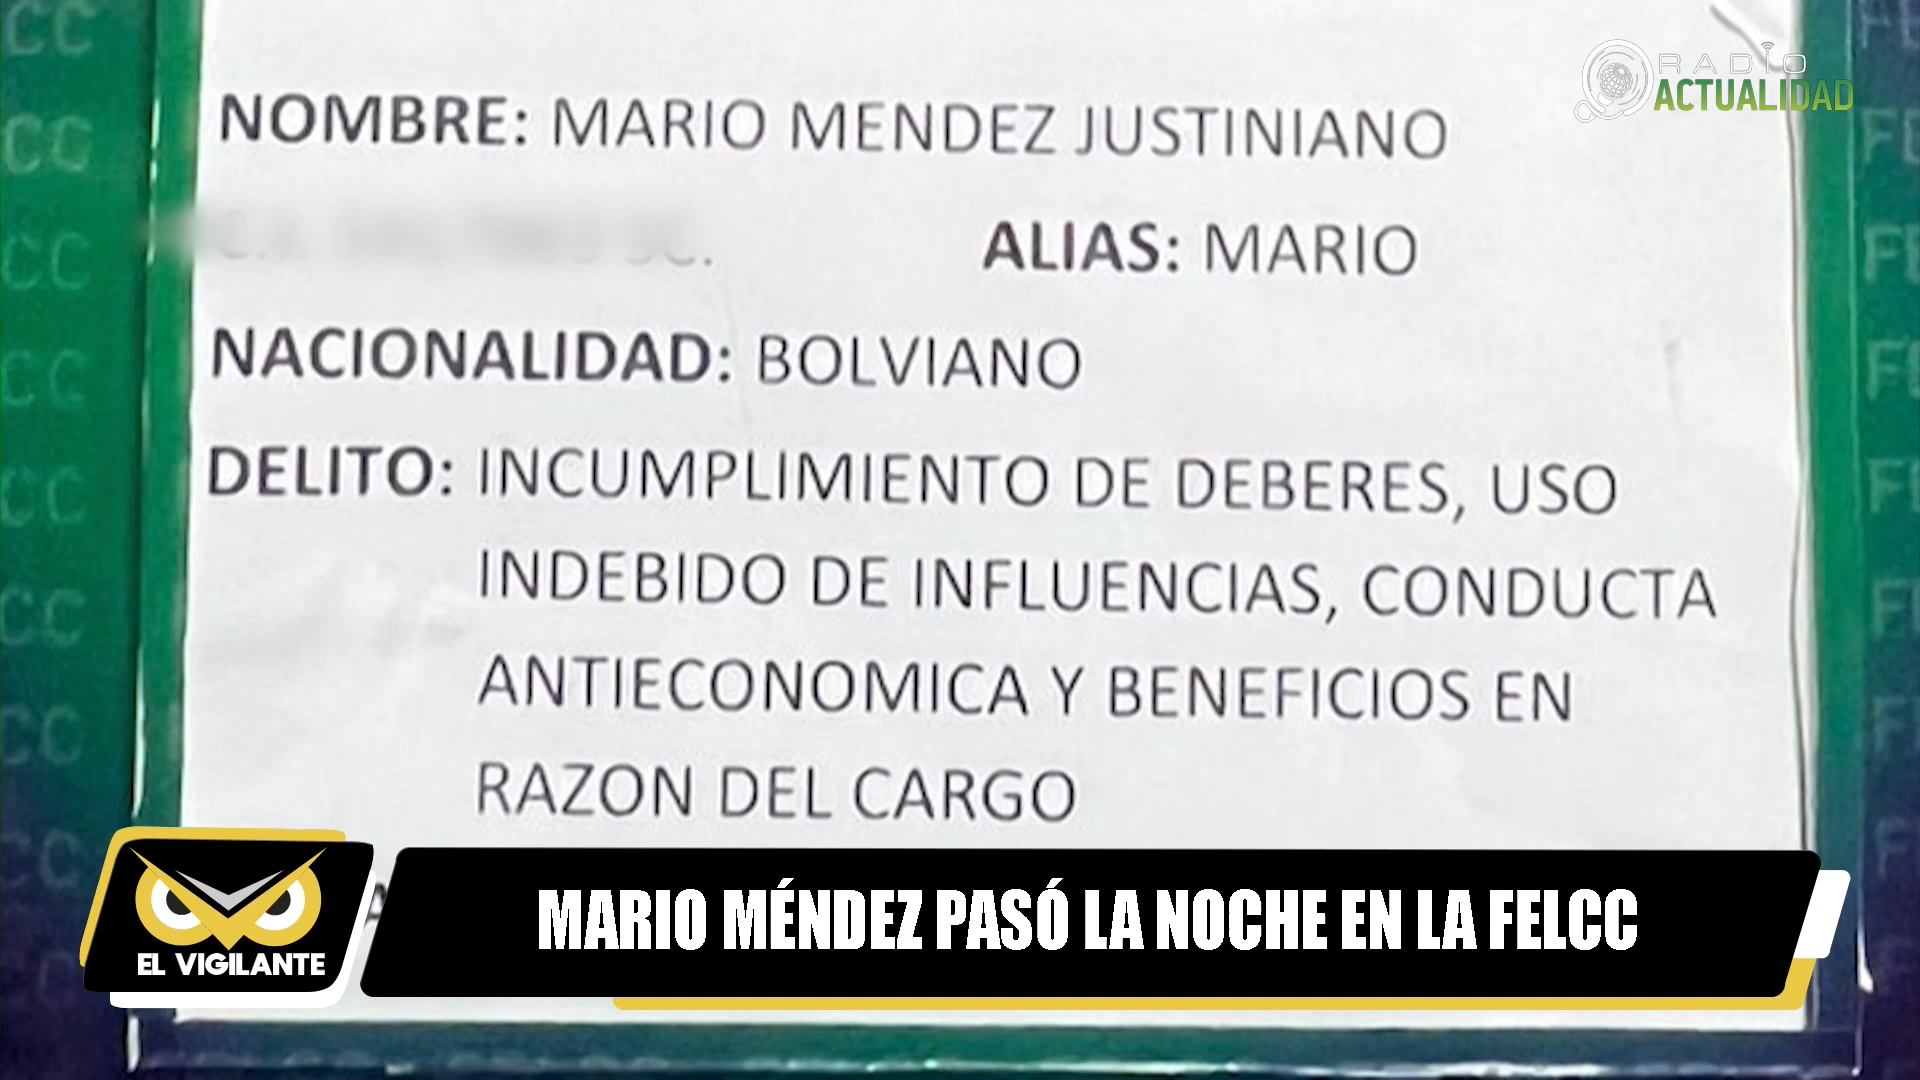 RADIO
ACTUALIDAD
NOMBRE: MARIO MENDEZ JUSTINIANO
ALIAS: MARIO
NACIONALIDAD: BOLVIANO
DELITO: INCUMPLIMIENTO DE DEBERES, USO
INDEBIDO DE INFLUENCIAS, CONDUCTA
ANTIECONOMICA Y BENEFICIOS EN
RAZON DEL CARGO
MARIO MÉNDEZ PASÓ LA NOCHE EN LA FELCC
EL VIGILANTE